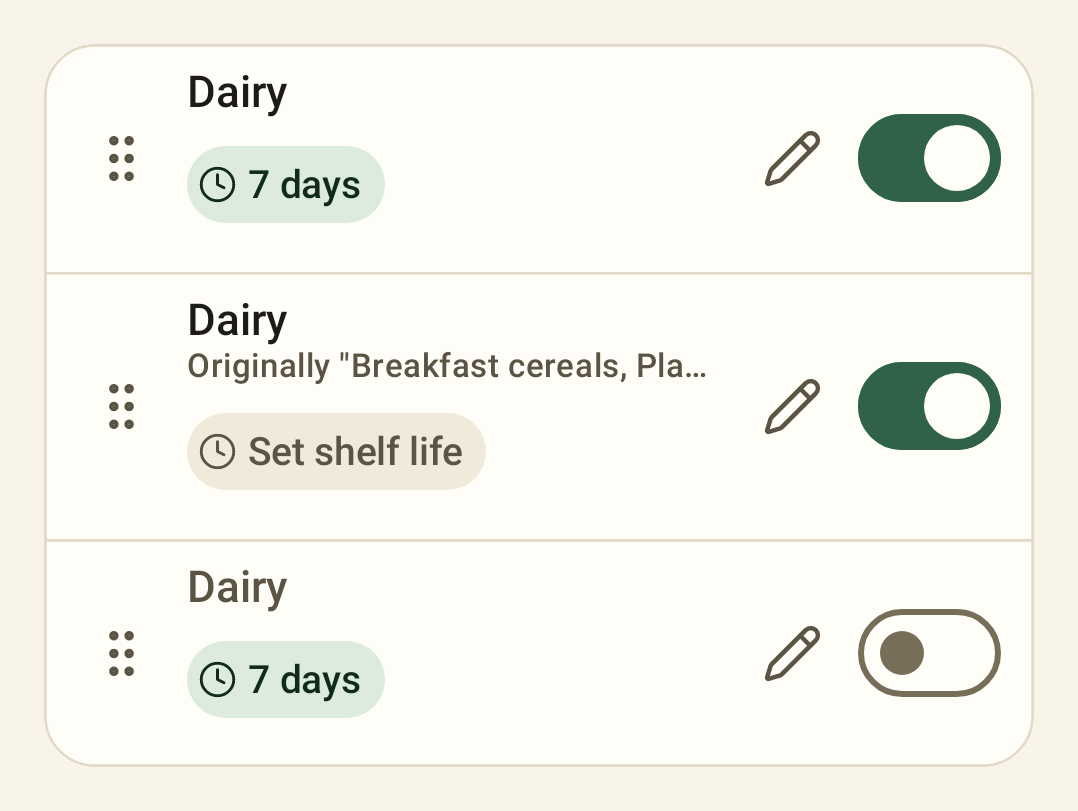 Dairy
7 days
Dairy
Originally "Breakfast cereals, Pla…
Set shelf life
Dairy
7 days